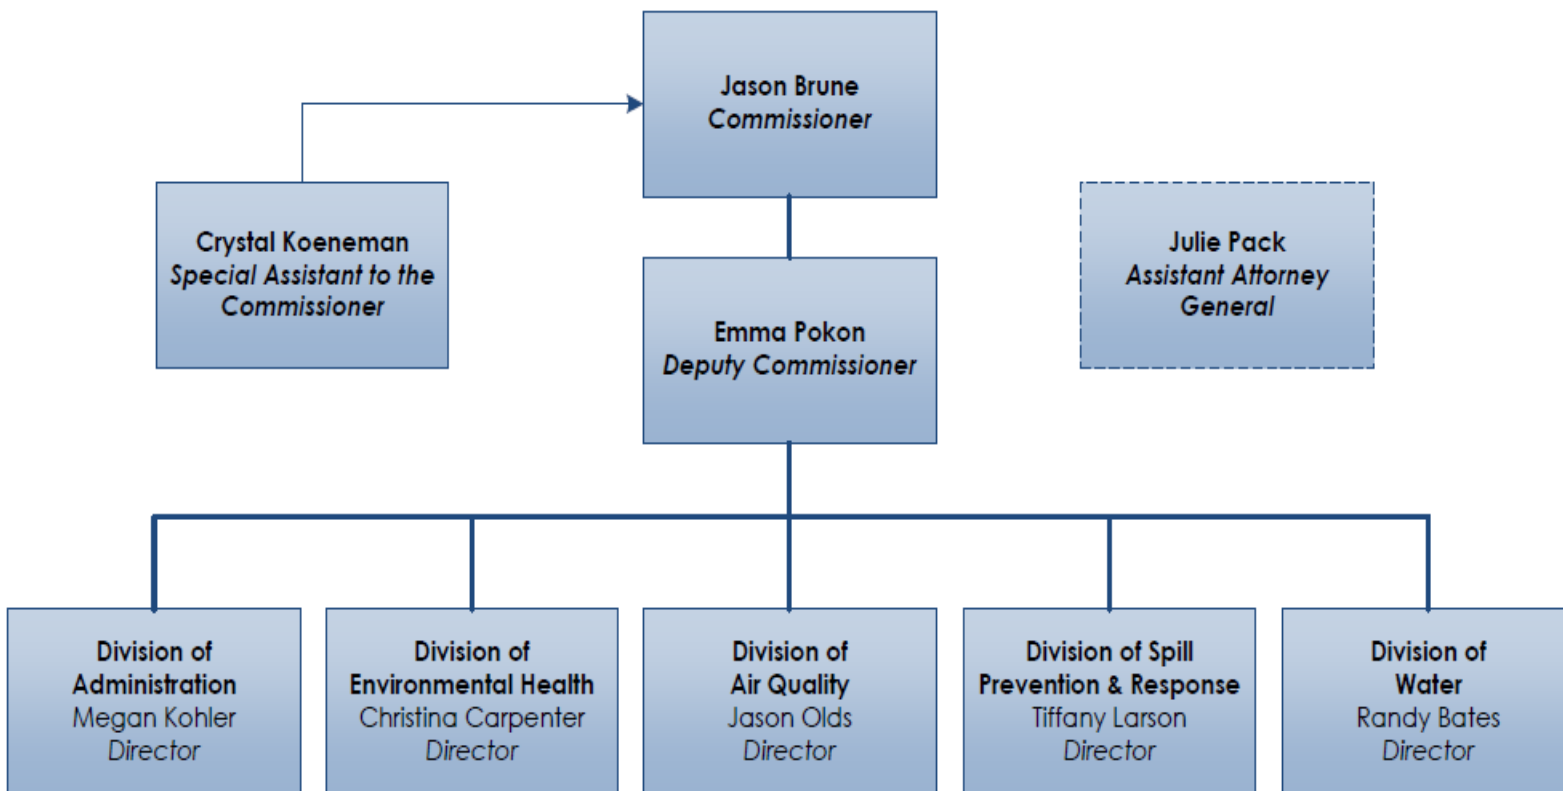 Jason Brune
Commissioner
Crystal Koeneman
Special Assistant to the
Commissioner
Julie Pack
Assistant Attorney
General
Emma Pokon
Deputy Commissioner
Division of
Administration
Megan Kohler
Director
Division of
Environmental Health
Christina Carpenter
Director
Division of
Air Quality
Jason Olds
Director
Division of Spill
Prevention & Response
Tiffany Larson
Director
Division of
Water
Randy Bates
Director